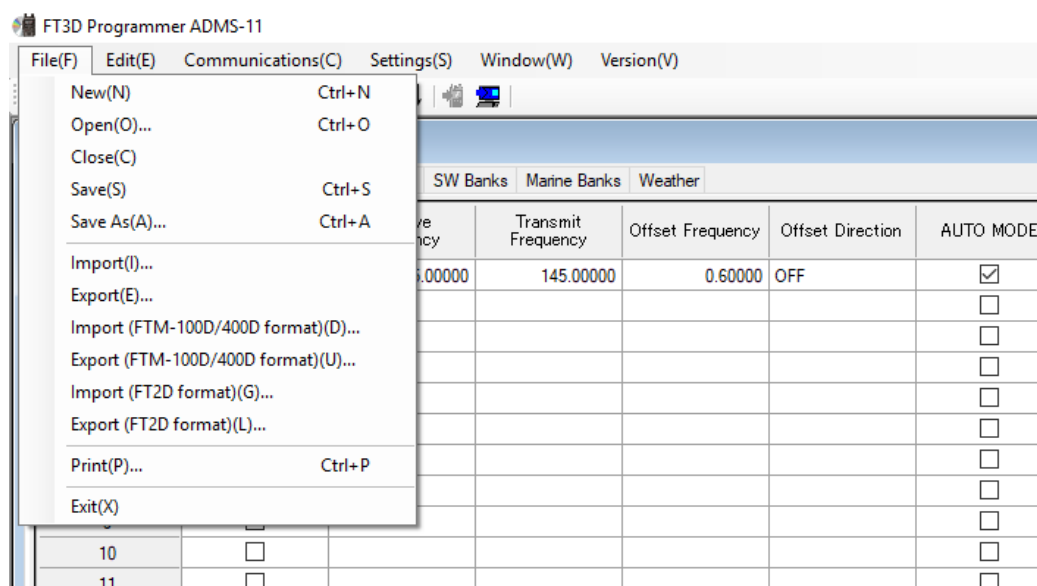 FT3D Programmer ADMS-11
File(F) Edit(E) Communications(C) Settings(S) Window(W) Version(V)
New(N) Ctrl+N
Open(O)... Ctrl+O
Close(C)
Save(S) Ctrl+S
Save As(A)... Ctrl+A
Import(I)...
Export(E)...
Import (FTM-100D/400D format)(D)...
Export (FTM-100D/400D format)(U)...
Import (FT2D format)(G)...
Export (FT2D format)(L)...
Print(P)... Ctrl+P
Exit(X)
SW Banks Marine Banks Weather
Transmit
Frequency
Offset Frequency Offset Direction AUTO MODE
.00000 145.00000 0.60000 OFF
10
11